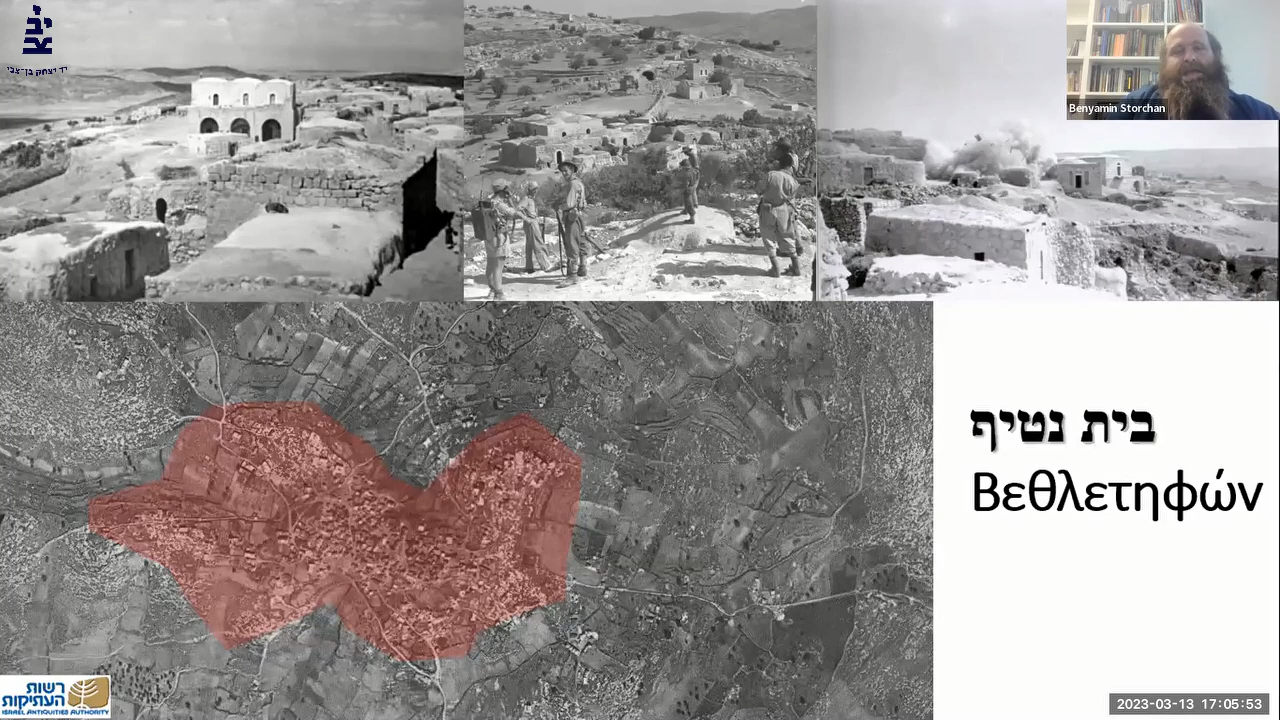 יד יצחק בן-צבי
Benyamin Storchan
בית נטיף
Βεθλετηφών
רשות
העתיקות
ISRAEL ANTIQUITIES AUTHORITY
2023-03-13 17:05:53